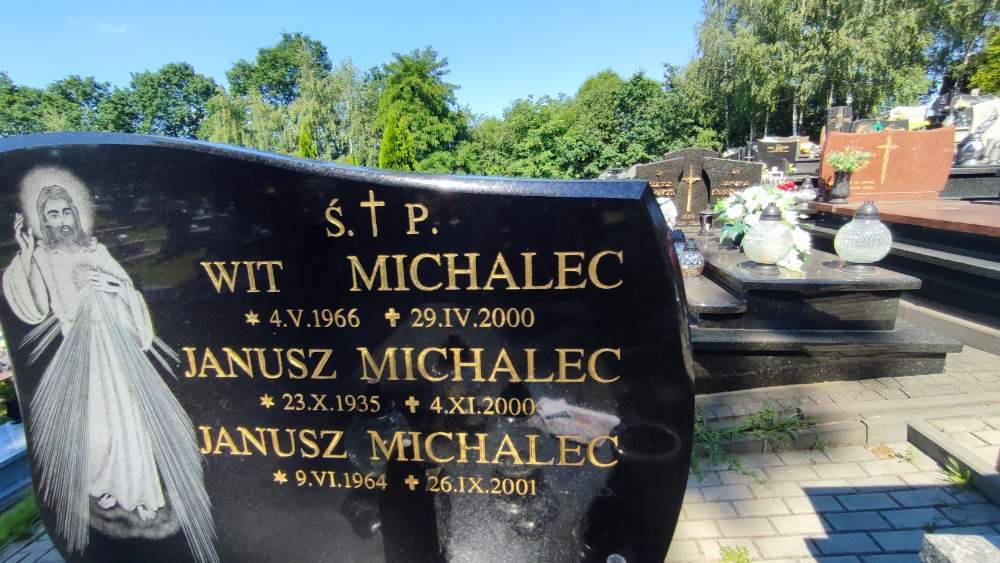 Ś. † P.
WIT MICHALEC
* 4.V.1966 ✝ 29.IV.2000
JANUSZ MICHALEC
* 23.X.1935 ✝ 4.XI.2000
JANUSZ MICHALEC
* 9.VI.1964 ✝ 26.IX.2001